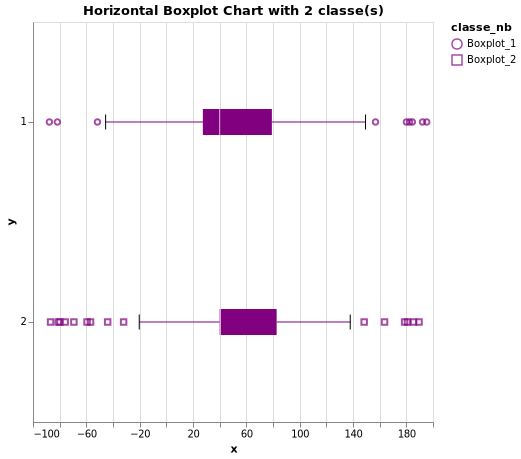 Horizontal Boxplot Chart with 2 classe(s)
classe_nb
Boxplot_1
Boxplot_2
1
y
2
−100 −60 −20 20 60 100 140 180
x